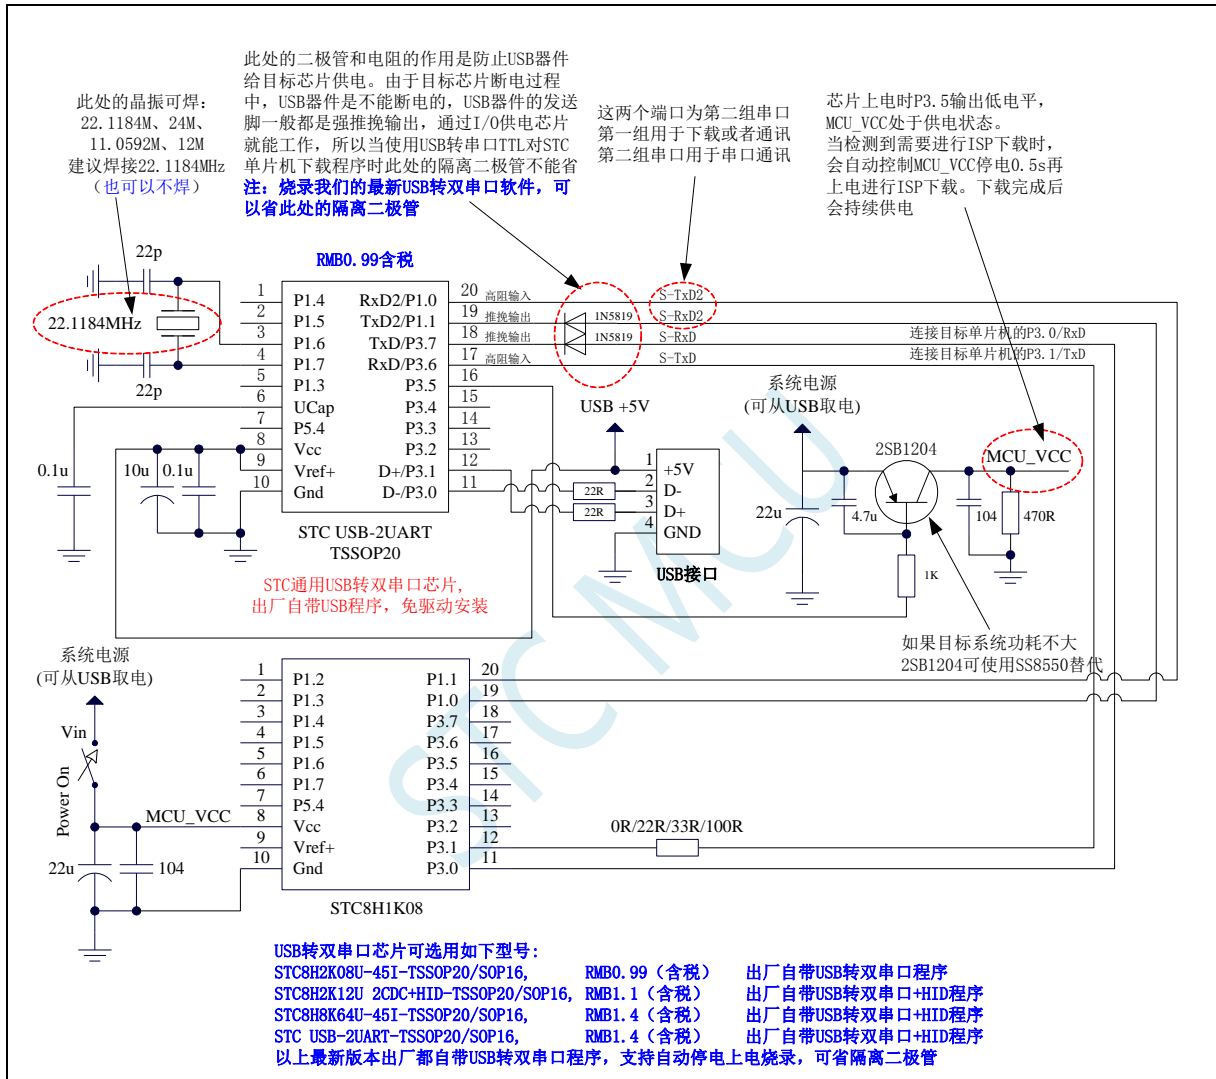 此处的二极管和电阻的作用是防止USB器件
给目标芯片供电。由于目标芯片断电过程
中，USB器件是不能断电的，USB器件的发送
脚一般都是强推挽输出，通过I/O供电芯片
就能工作，所以当使用USB转串口TTL对STC
单片机下载程序时此处的隔离二极管不能省
注：烧录我们的最新USB转双串口软件，可
以省此处的隔离二极管
此处的晶振可焊：
22.1184M、24M、
11.0592M、12M
建议焊接22.1184MHz
（也可以不焊）
这两个端口为第二组串口
第一组用于下载或者通讯
第二组串口用于串口通讯
芯片上电时P3.5输出低电平，
MCU_VCC处于供电状态。
当检测到需要进行ISP下载时，
会自动控制MCU_VCC停电0.5s再
上电进行ISP下载。下载完成后
会持续供电
22p
22.1184MHz
22p
RMB0.99含税
1 P1.4 RxD2/P1.0 20 高阻输入 S-TxD2
2 P1.5 TxD2/P1.1 19 推挽输出 1N5819 S-RxD2
3 P1.6 TxD/P3.7 18 推挽输出 1N5819 S-RxD 连接目标单片机的P3.0/RxD
4 P1.7 RxD/P3.6 17 高阻输入 S-TxD 连接目标单片机的P3.1/TxD
5 P1.3 P3.5 16
6 UCap P3.4 15
7 P5.4 P3.3 14
8 Vcc P3.2 13
9 Vref+ D+/P3.1 12
10 Gnd D-/P3.0 11
STC USB-2UART
TSSOP20
0.1u
10u
0.1u
STC通用USB转双串口芯片，
出厂自带USB程序，免驱动安装
USB +5V
22R
22R
1 +5V
2 D-
3 D+
4 GND
USB接口
系统电源
(可从USB取电)
2SB1204
MCU_VCC
22u
4.7u
104
470R
1K
如果目标系统功耗不大
2SB1204可使用SS8550替代
STC MCU
系统电源
(可从USB取电)
Vin
Power On
MCU_VCC
22u
104
1 P1.2 P1.1 20
2 P1.3 P1.0 19
3 P1.4 P3.7 18
4 P1.5 P3.6 17
5 P1.6 P3.5 16
6 P1.7 P3.4 15
7 P5.4 P3.3 14
8 Vcc P3.2 13
9 Vref+ P3.1 12
10 Gnd P3.0 11
STC8H1K08
0R/22R/33R/100R
USB转双串口芯片可选用如下型号：
STC8H2K08U-45I-TSSOP20/SOP16, RMB0.99（含税） 出厂自带USB转双串口程序
STC8H2K12U 2CDC+HID-TSSOP20/SOP16, RMB1.1（含税） 出厂自带USB转双串口+HID程序
STC8H8K64U-45I-TSSOP20/SOP16, RMB1.4（含税） 出厂自带USB转双串口+HID程序
STC USB-2UART-TSSOP20/SOP16, RMB1.4（含税） 出厂自带USB转双串口+HID程序
以上最新版本出厂都自带USB转双串口程序，支持自动停电上电烧录，可省隔离二极管